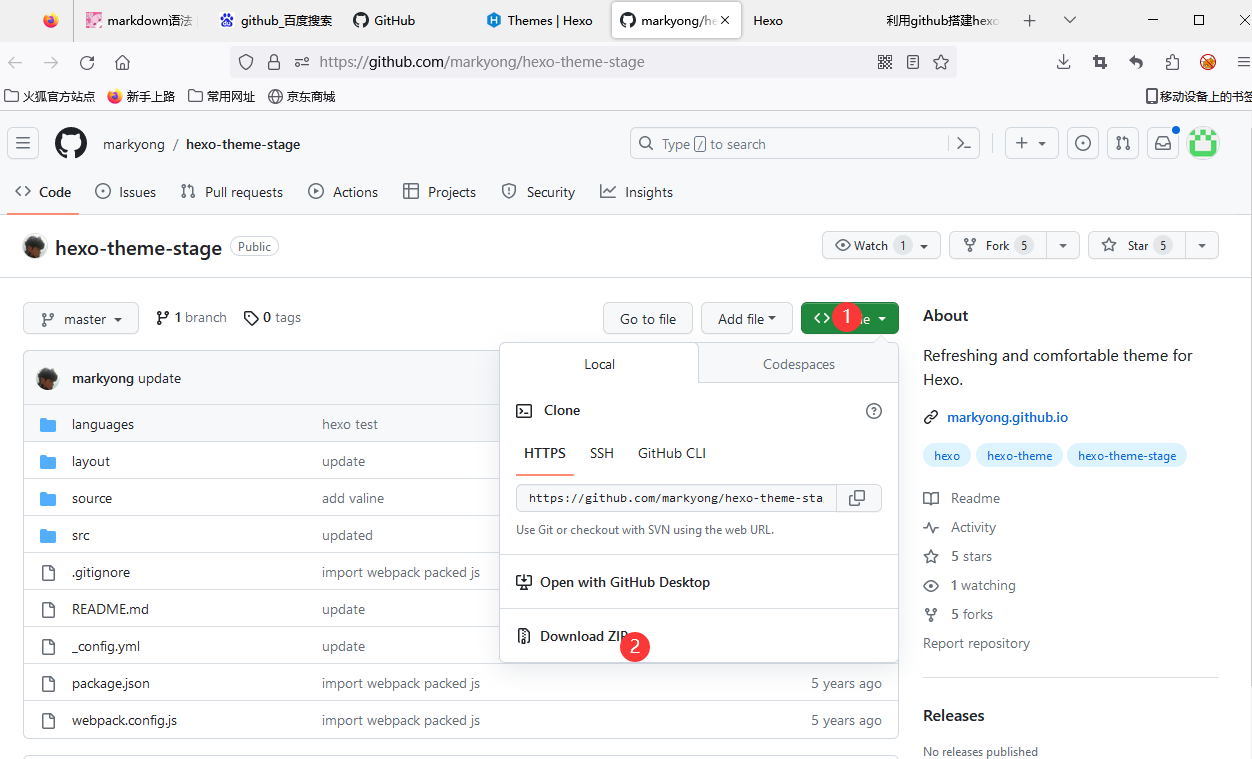 markdown语法
github_百度搜索
GitHub
Themes | Hexo
markyong/he
Hexo
利用github搭建hexo
https://github.com/markyong/hexo-theme-stage
火狐官方站点
新手上路
常用网址
京东商城
移动设备上的书签
markyong / hexo-theme-stage
Type / to search
Code
Issues
Pull requests
Actions
Projects
Security
Insights
hexo-theme-stage
Public
Watch 1
Fork 5
Star 5
master
1 branch
0 tags
Go to file
Add file
1
markyong update
languages
hexo test
layout
update
source
add valine
src
updated
.gitignore
import webpack packed js
README.md
update
_config.yml
update
package.json
import webpack packed js
5 years ago
webpack.config.js
import webpack packed js
5 years ago
Local
Codespaces
Clone
HTTPS
SSH
GitHub CLI
https://github.com/markyong/hexo-theme-sta
Use Git or checkout with SVN using the web URL.
Open with GitHub Desktop
Download ZIP
2
About
Refreshing and comfortable theme for
Hexo.
markyong.github.io
hexo
hexo-theme
hexo-theme-stage
Readme
Activity
5 stars
1 watching
5 forks
Report repository
Releases
No releases published